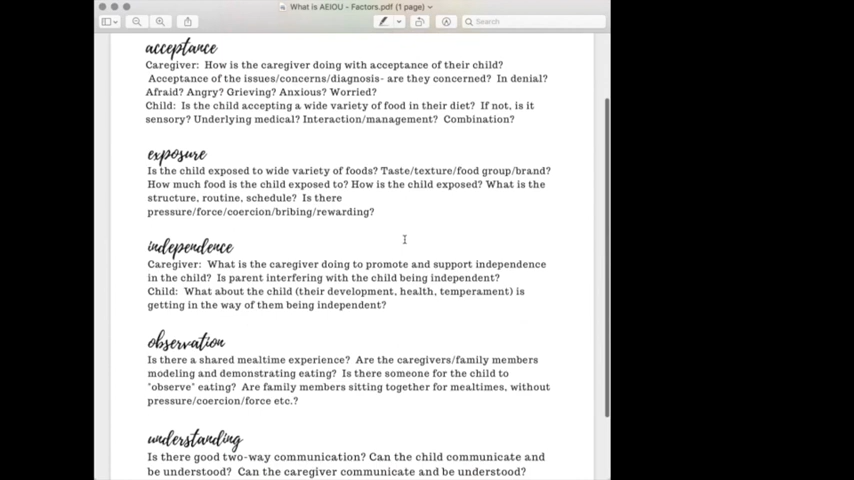 What is AEIOU - Factors.pdf (1 page)
Search
acceptance
Caregiver: How is the caregiver doing with acceptance of their child?
Acceptance of the issues/concerns/diagnosis- are they concerned? In denial?
Afraid? Angry? Grieving? Anxious? Worried?
Child: Is the child accepting a wide variety of food in their diet? If not, is it
sensory? Underlying medical? Interaction/management? Combination?
exposure
Is the child exposed to wide variety of foods? Taste/texture/food group/brand?
How much food is the child exposed to? How is the child exposed? What is the
structure, routine, schedule? Is there
pressure/force/coercion/bribing/rewarding?
independence
Caregiver: What is the caregiver doing to promote and support independence
in the child? Is parent interfering with the child being independent?
Child: What about the child (their development, health, temperament) is
getting in the way of them being independent?
observation
Is there a shared mealtime experience? Are the caregivers/family members
modeling and demonstrating eating? Is there someone for the child to
"observe" eating? Are family members sitting together for mealtimes, without
pressure/coercion/force etc.?
understanding
Is there good two-way communication? Can the child communicate and
be understood? Can the caregiver communicate and be understood?